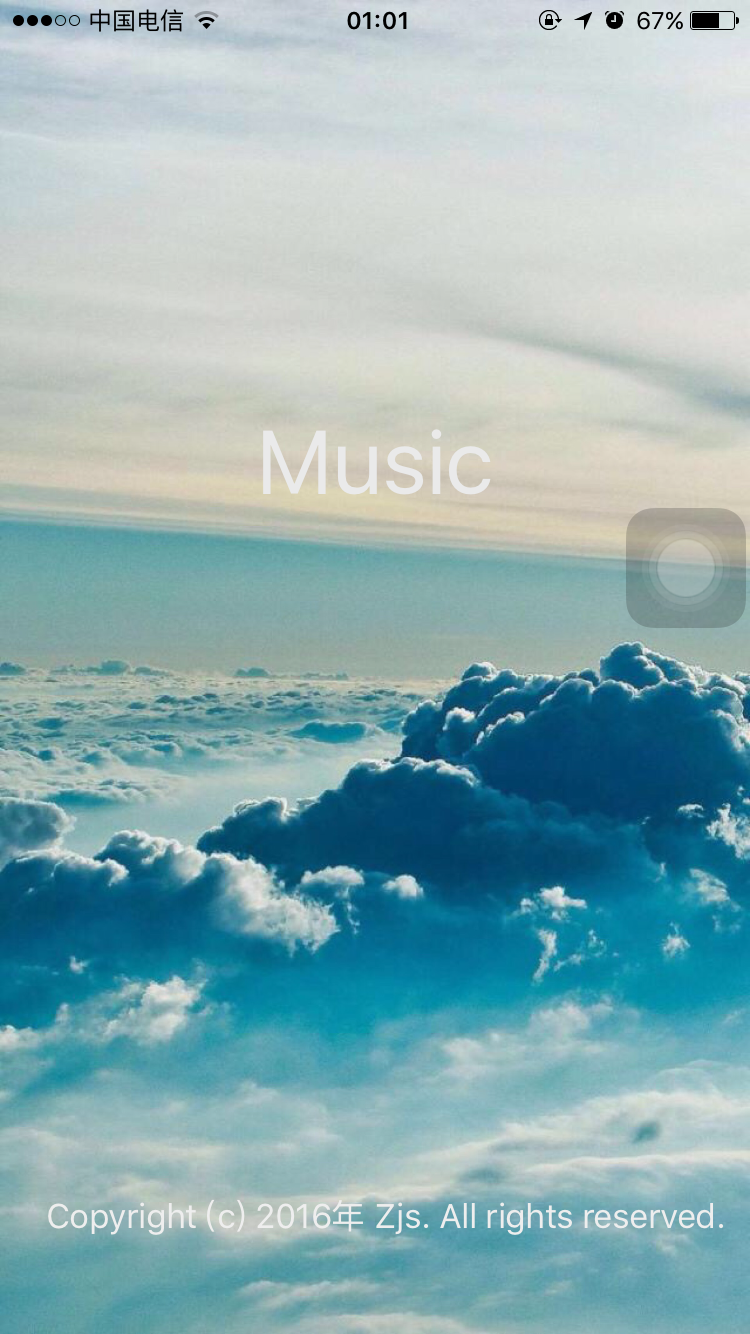 中国电信 01:01 67%
Music
Copyright (c) 2016年 Zjs. All rights reserved.